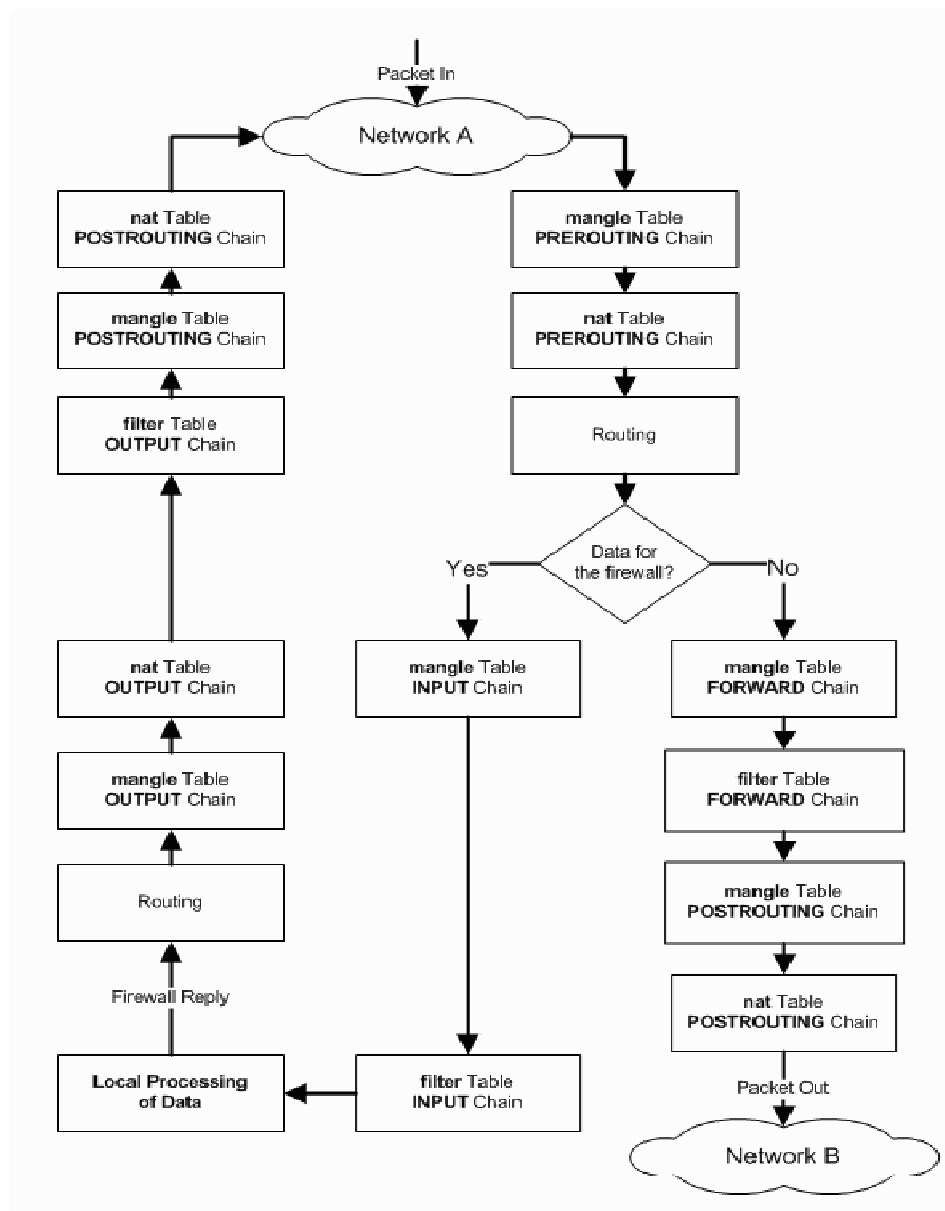 Packet In
Network A
nat Table
POSTROUTING Chain
mangle Table
PREROUTING Chain
mangle Table
POSTROUTING Chain
nat Table
PREROUTING Chain
filter Table
OUTPUT Chain
Routing
Data for
the firewall?
Yes
No
nat Table
OUTPUT Chain
mangle Table
INPUT Chain
mangle Table
FORWARD Chain
mangle Table
OUTPUT Chain
filter Table
FORWARD Chain
Routing
mangle Table
POSTROUTING Chain
Firewall Reply
nat Table
POSTROUTING Chain
Local Processing
of Data
filter Table
INPUT Chain
Packet Out
Network B